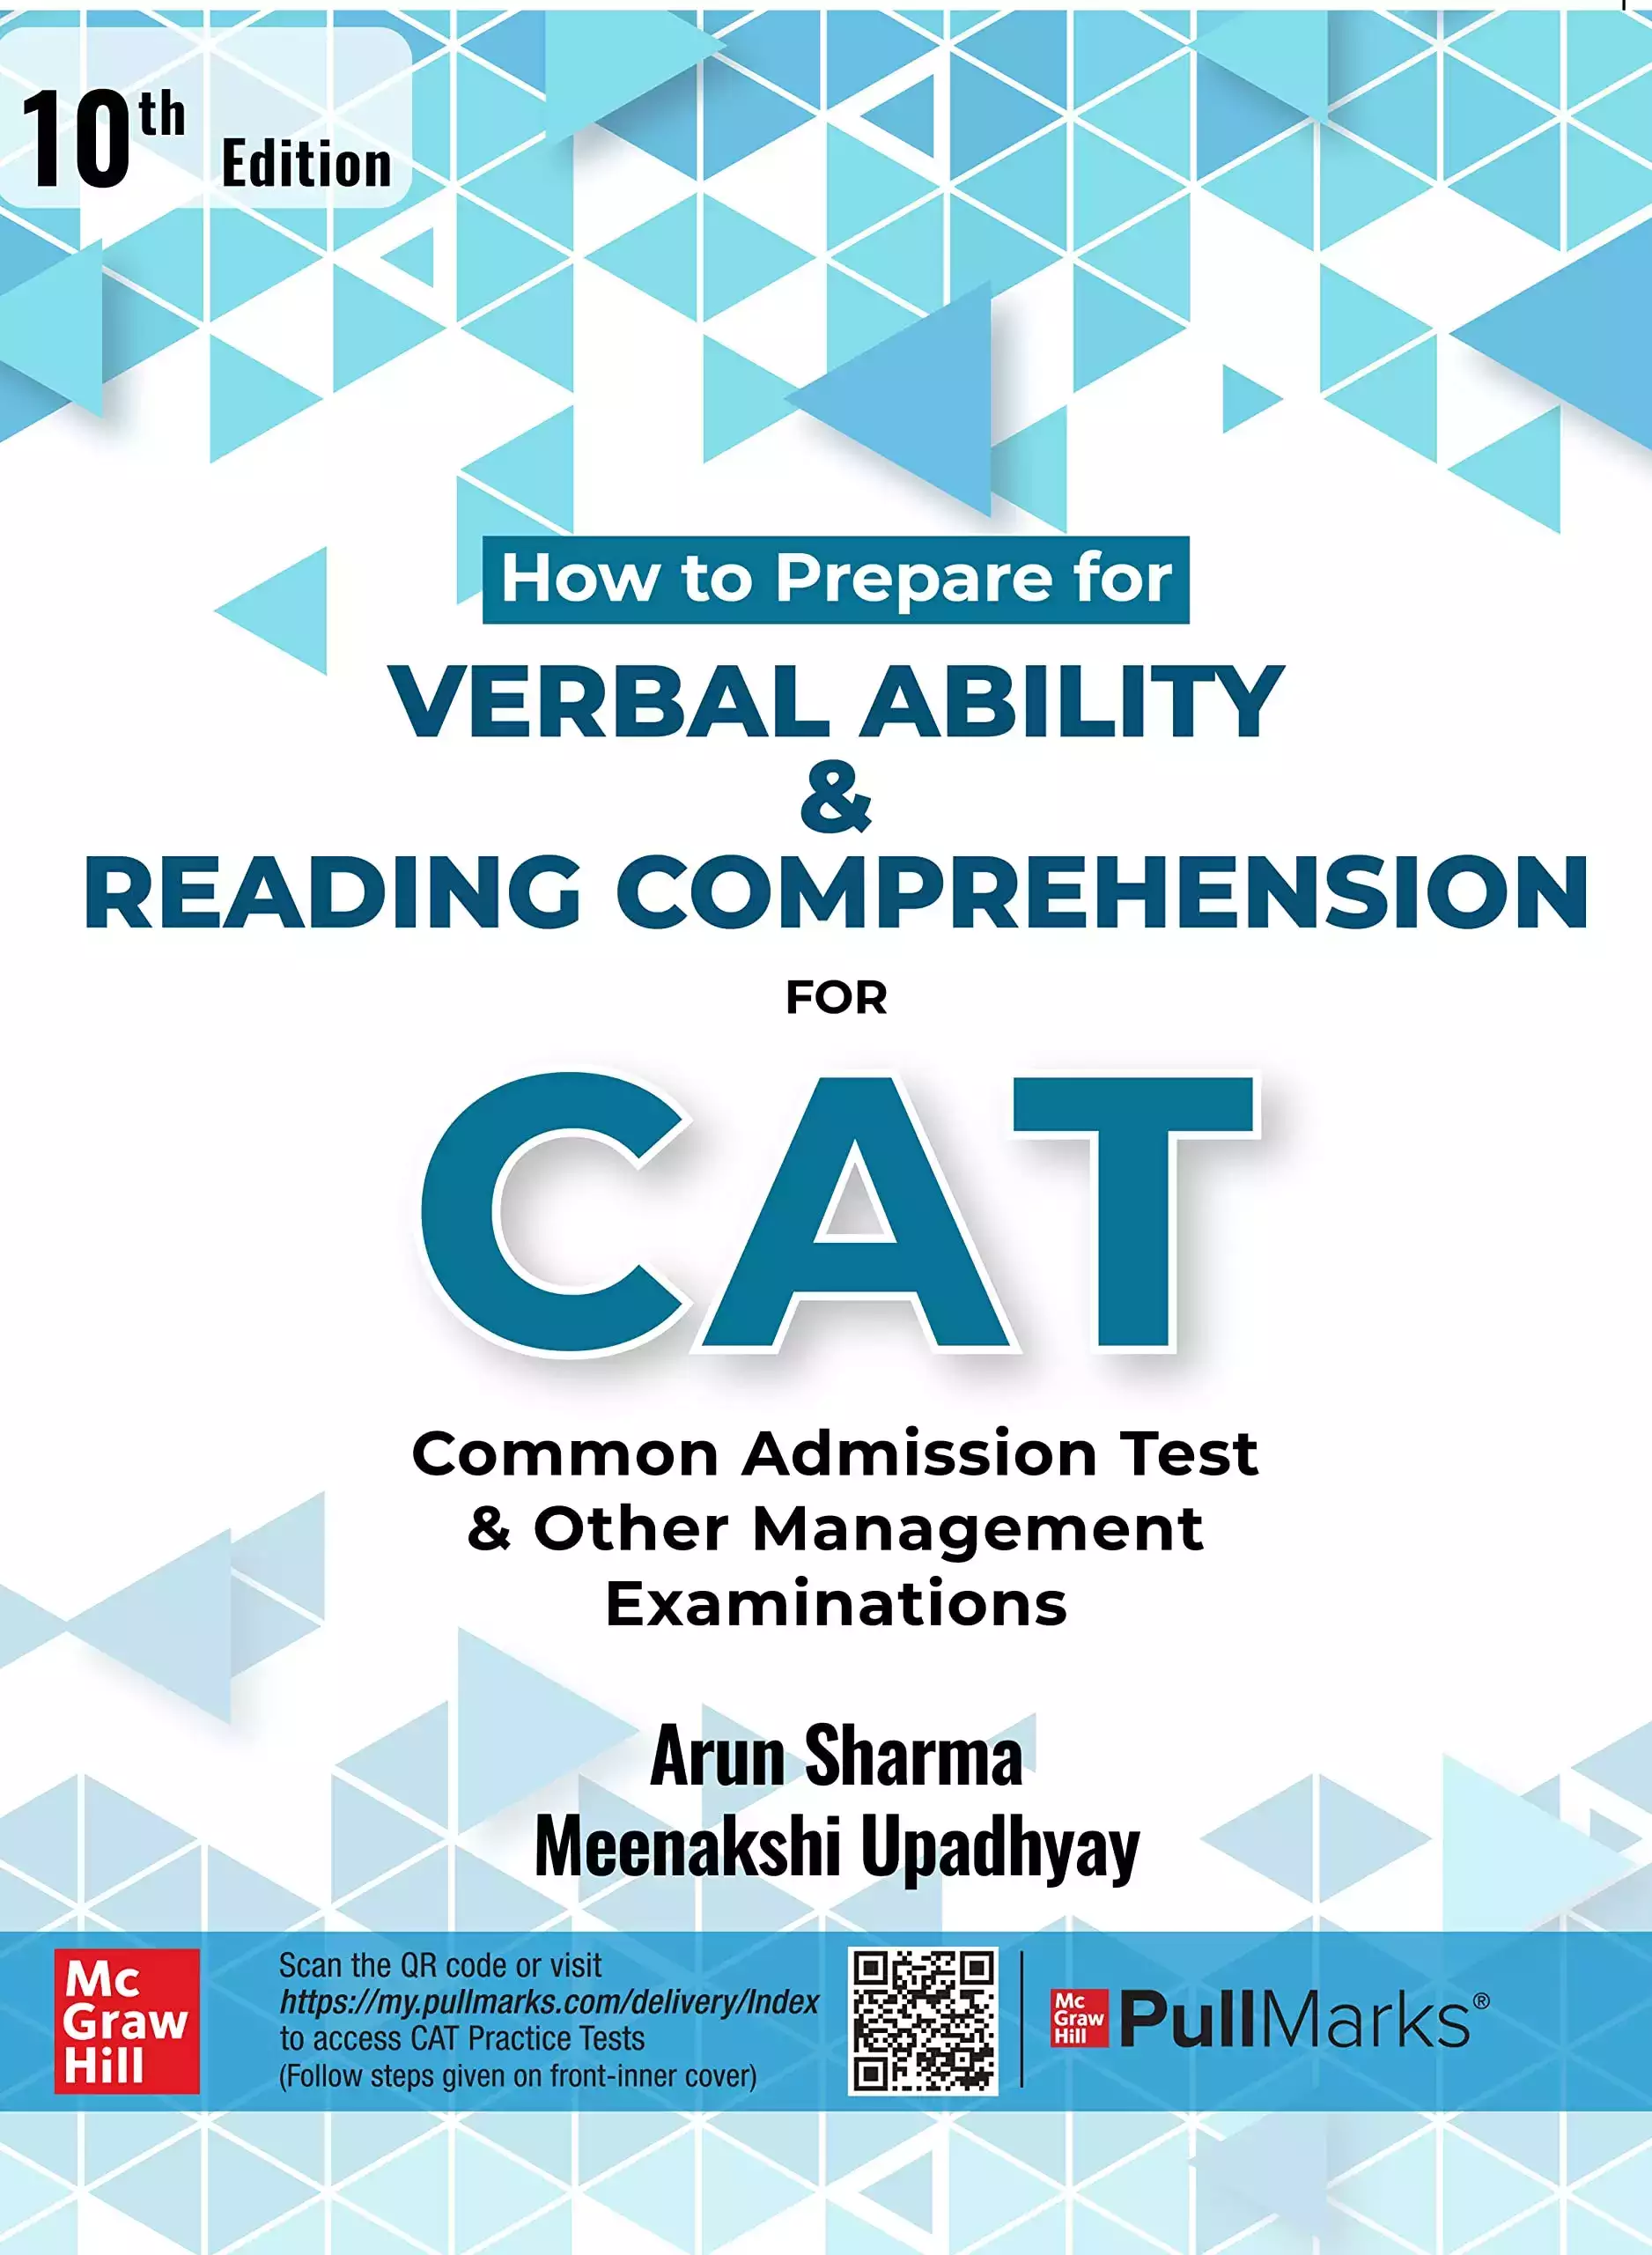 10th Edition
How to Prepare for
VERBAL ABILITY
&
READING COMPREHENSION
FOR
CAT
Common Admission Test
& Other Management
Examinations
Arun Sharma
Meenakshi Upadhyay
Mc
Graw
Hill
Scan the QR code or visit
https://my.pullmarks.com/delivery/Index
to access CAT Practice Tests
(Follow steps given on front-inner cover)
Mc
Graw
Hill
PullMarks®